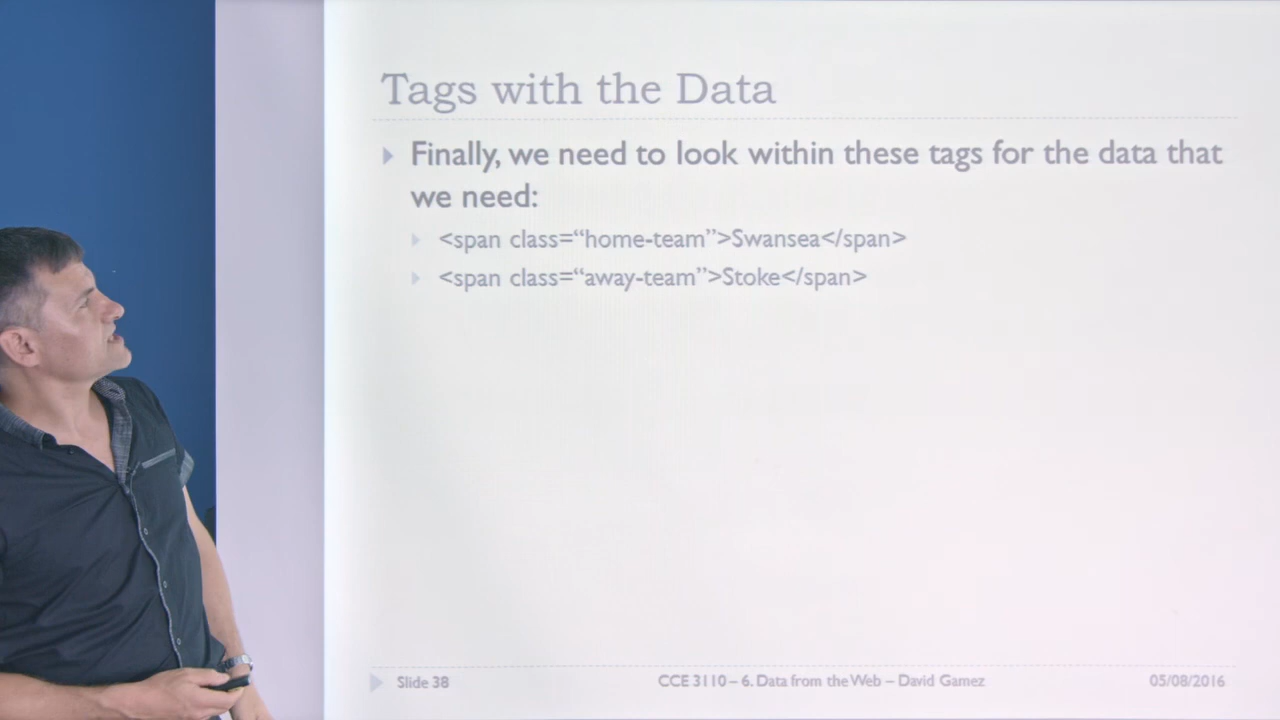 Tags with the Data
Finally, we need to look within these tags for the data that
we need:
<span class=“home-team”>Swansea</span>
<span class=“away-team”>Stoke</span>
Slide 38
CCE 3110 – 6. Data from the Web – David Gamez
05/08/2016